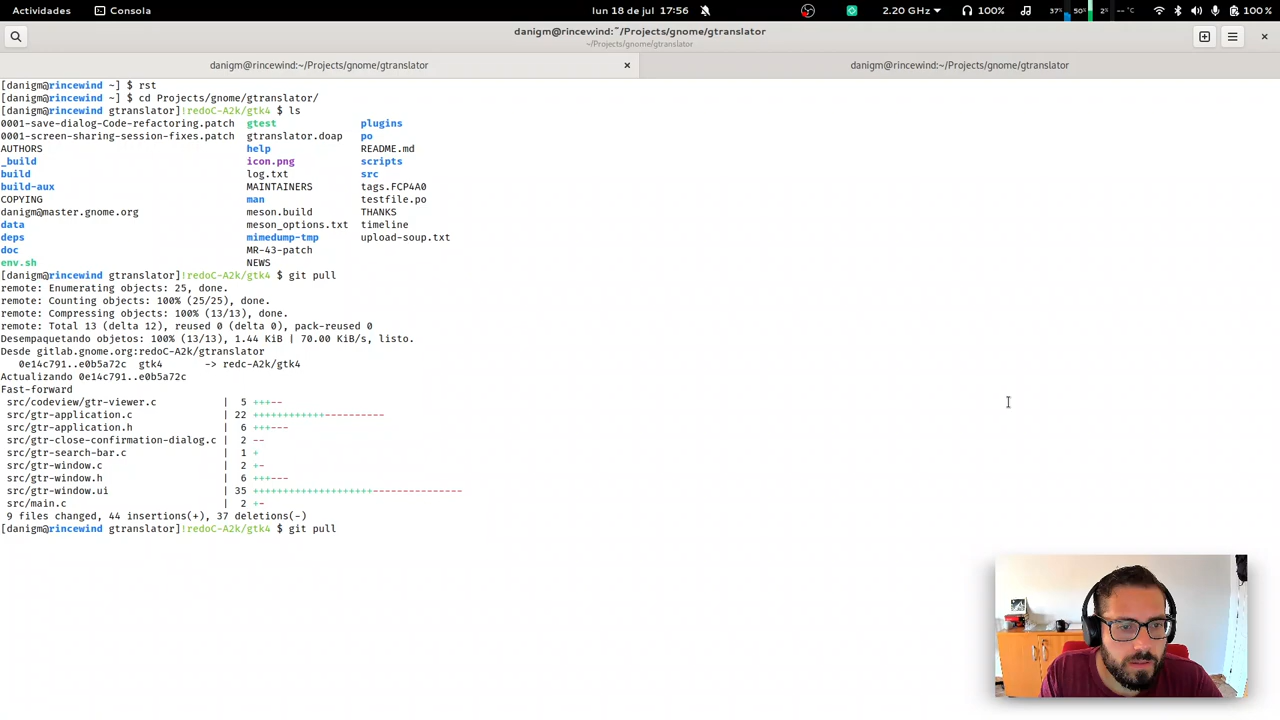 Actividades Consola lun 18 de jul 17:56 2.20 GHz 100% 37% 50% 2% --°C 100 %
danigm@rincewind:~/Projects/gnome/gtranslator
~/Projects/gnome/gtranslator
danigm@rincewind:~/Projects/gnome/gtranslator danigm@rincewind:~/Projects/gnome/gtranslator
[danigm@rincewind ~] $ rst
[danigm@rincewind ~] $ cd Projects/gnome/gtranslator/
[danigm@rincewind gtranslator]!redoC-A2k/gtk4 $ ls
0001-save-dialog-Code-refactoring.patch gtest plugins
0001-screen-sharing-session-fixes.patch gtranslator.doap po
AUTHORS help README.md
_build icon.png scripts
build log.txt src
build-aux MAINTAINERS tags.FCP4A0
COPYING man testfile.po
danigm@master.gnome.org meson.build THANKS
data meson_options.txt timeline
deps mimedump-tmp upload-soup.txt
doc MR-43-patch
env.sh NEWS
[danigm@rincewind gtranslator]!redoC-A2k/gtk4 $ git pull
remote: Enumerating objects: 25, done.
remote: Counting objects: 100% (25/25), done.
remote: Compressing objects: 100% (13/13), done.
remote: Total 13 (delta 12), reused 0 (delta 0), pack-reused 0
Desempaquetando objetos: 100% (13/13), 1.44 KiB | 70.00 KiB/s, listo.
Desde gitlab.gnome.org:redoC-A2k/gtranslator
0e14c791..e0b5a72c gtk4 -> redc-A2k/gtk4
Actualizando 0e14c791..e0b5a72c
Fast-forward
src/codeview/gtr-viewer.c | 5 +++--
src/gtr-application.c | 22 ++++++++++++----------
src/gtr-application.h | 6 +++---
src/gtr-close-confirmation-dialog.c | 2 --
src/gtr-search-bar.c | 1 +
src/gtr-window.c | 2 +-
src/gtr-window.h | 6 +++---
src/gtr-window.ui | 35 ++++++++++++++++++++---------------
src/main.c | 2 +-
9 files changed, 44 insertions(+), 37 deletions(-)
[danigm@rincewind gtranslator]!redoC-A2k/gtk4 $ git pull